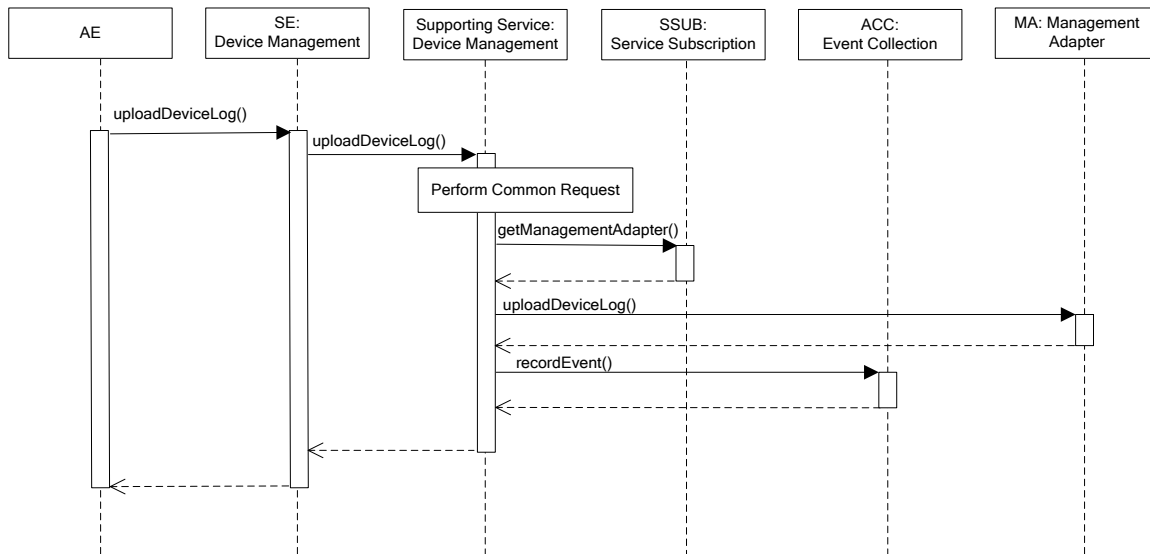 AE
SE:
Device Management
Supporting Service:
Device Management
SSUB:
Service Subscription
ACC:
Event Collection
MA: Management
Adapter
uploadDeviceLog()
uploadDeviceLog()
Perform Common Request
getManagementAdapter()
uploadDeviceLog()
recordEvent()